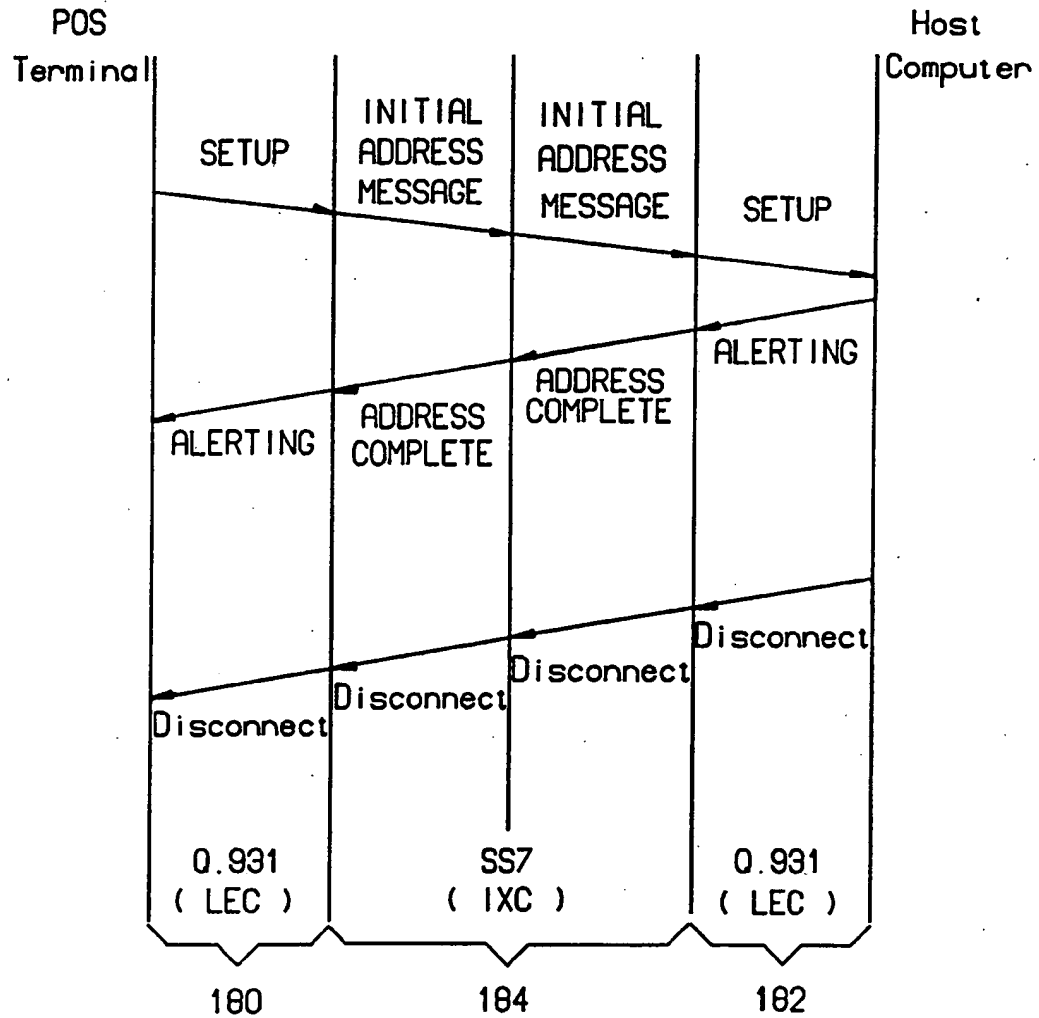 POS
Terminal
Host
Computer
SETUP
INITIAL
ADDRESS
MESSAGE
INITIAL
ADDRESS
MESSAGE
SETUP
ALERTING
ADDRESS
COMPLETE
ADDRESS
COMPLETE
ALERTING
Disconnect
Disconnect
Disconnect
Disconnect
Q.931
( LEC )
SS7
( IXC )
Q.931
( LEC )
180
184
182